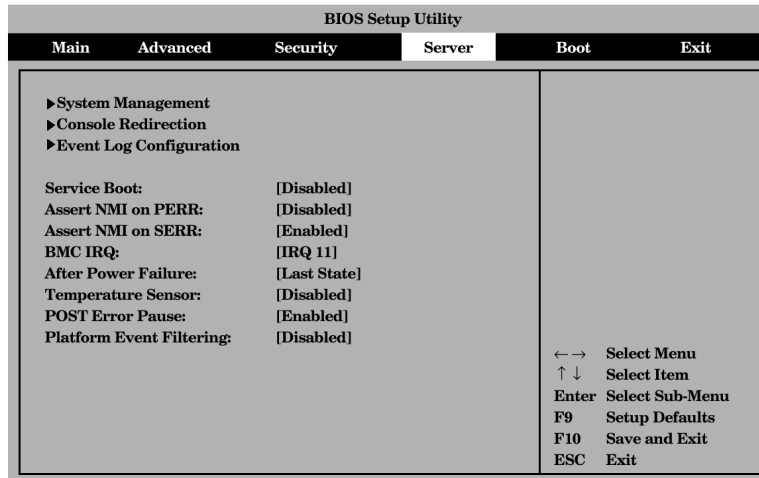 BIOS Setup Utility
Main Advanced Security Server Boot Exit
▶System Management
▶Console Redirection
▶Event Log Configuration
Service Boot: [Disabled]
Assert NMI on PERR: [Disabled]
Assert NMI on SERR: [Enabled]
BMC IRQ: [IRQ 11]
After Power Failure: [Last State]
Temperature Sensor: [Disabled]
POST Error Pause: [Enabled]
Platform Event Filtering: [Disabled]
←→ Select Menu
↑↓ Select Item
Enter Select Sub-Menu
F9 Setup Defaults
F10 Save and Exit
ESC Exit